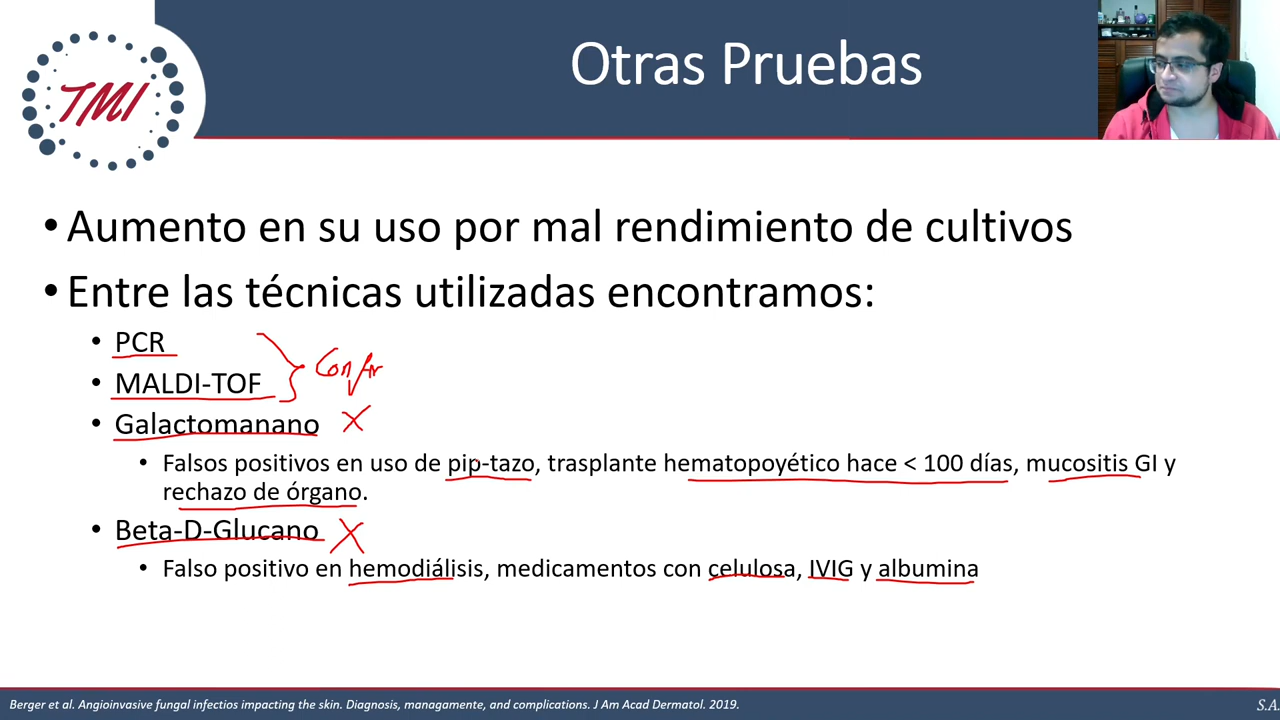 Otras Pruebas
TMI
• Aumento en su uso por mal rendimiento de cultivos
• Entre las técnicas utilizadas encontramos:
• PCR
• MALDI-TOF
Confir
• Galactomanano X
• Falsos positivos en uso de pip-tazo, trasplante hematopoyético hace < 100 días, mucositis GI y
rechazo de órgano.
• Beta-D-Glucano X
• Falso positivo en hemodiálisis, medicamentos con celulosa, IVIG y albumina
Berger et al. Angioinvasive fungal infectios impacting the skin. Diagnosis, managamente, and complications. J Am Acad Dermatol. 2019.
S.A.